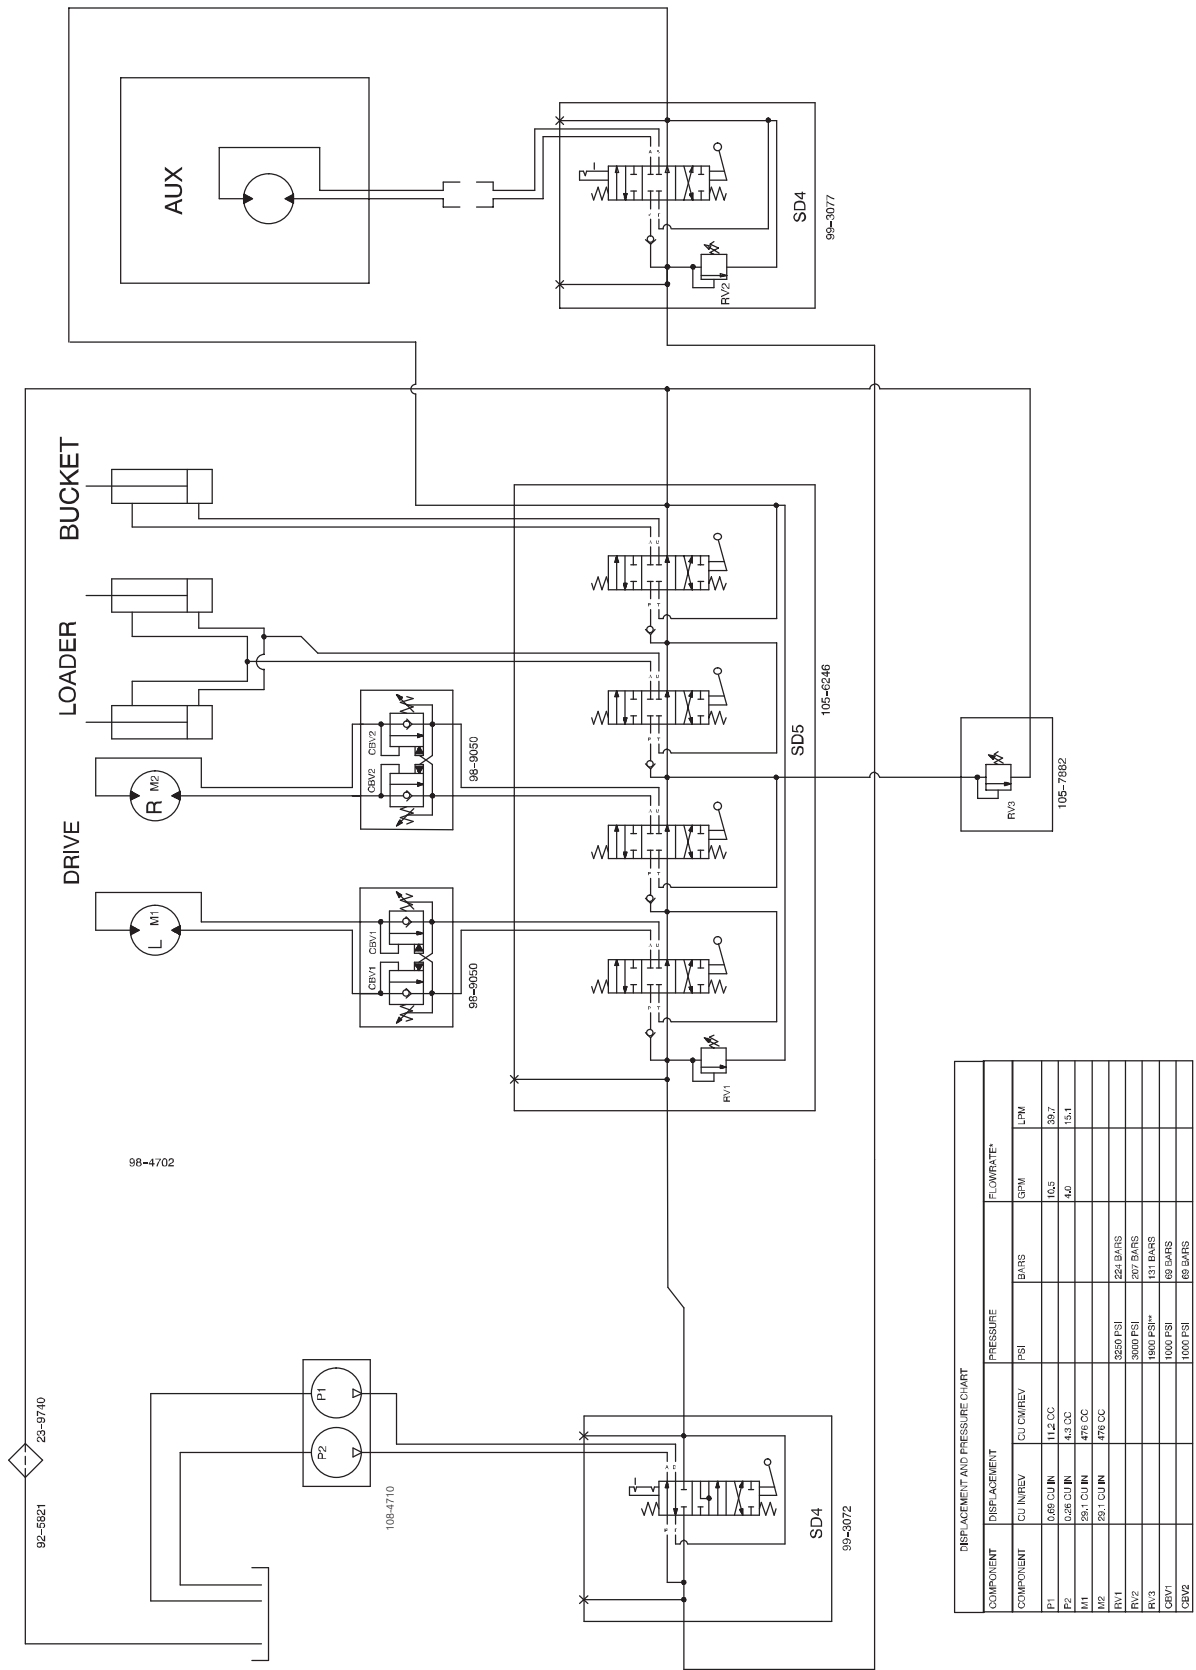 AUX
SD4
99-3077
RV2
BUCKET
LOADER
DRIVE
R M2
L M1
CBV2
CBV2
98-9050
CBV1
CBV1
98-9050
SD5
105-6246
RV1
RV3
105-7882
98-4702
23-9740
92-5821
P1
P2
108-4710
SD4
99-3072
DISPLACEMENT AND PRESSURE CHART
COMPONENT DISPLACEMENT PRESSURE FLOWRATE*
COMPONENT CU IN/REV CU CM/REV PSI BARS GPM LPM
P1 0.69 CU IN 11.2 CC 10.5 39.7
P2 0.26 CU IN 4.3 CC 4.0 15.1
M1 29.1 CU IN 476 CC
M2 29.1 CU IN 476 CC
RV1 3250 PSI 224 BARS
RV2 3000 PSI 207 BARS
RV3 1900 PSI** 131 BARS
CBV1 1000 PSI 69 BARS
CBV2 1000 PSI 69 BARS